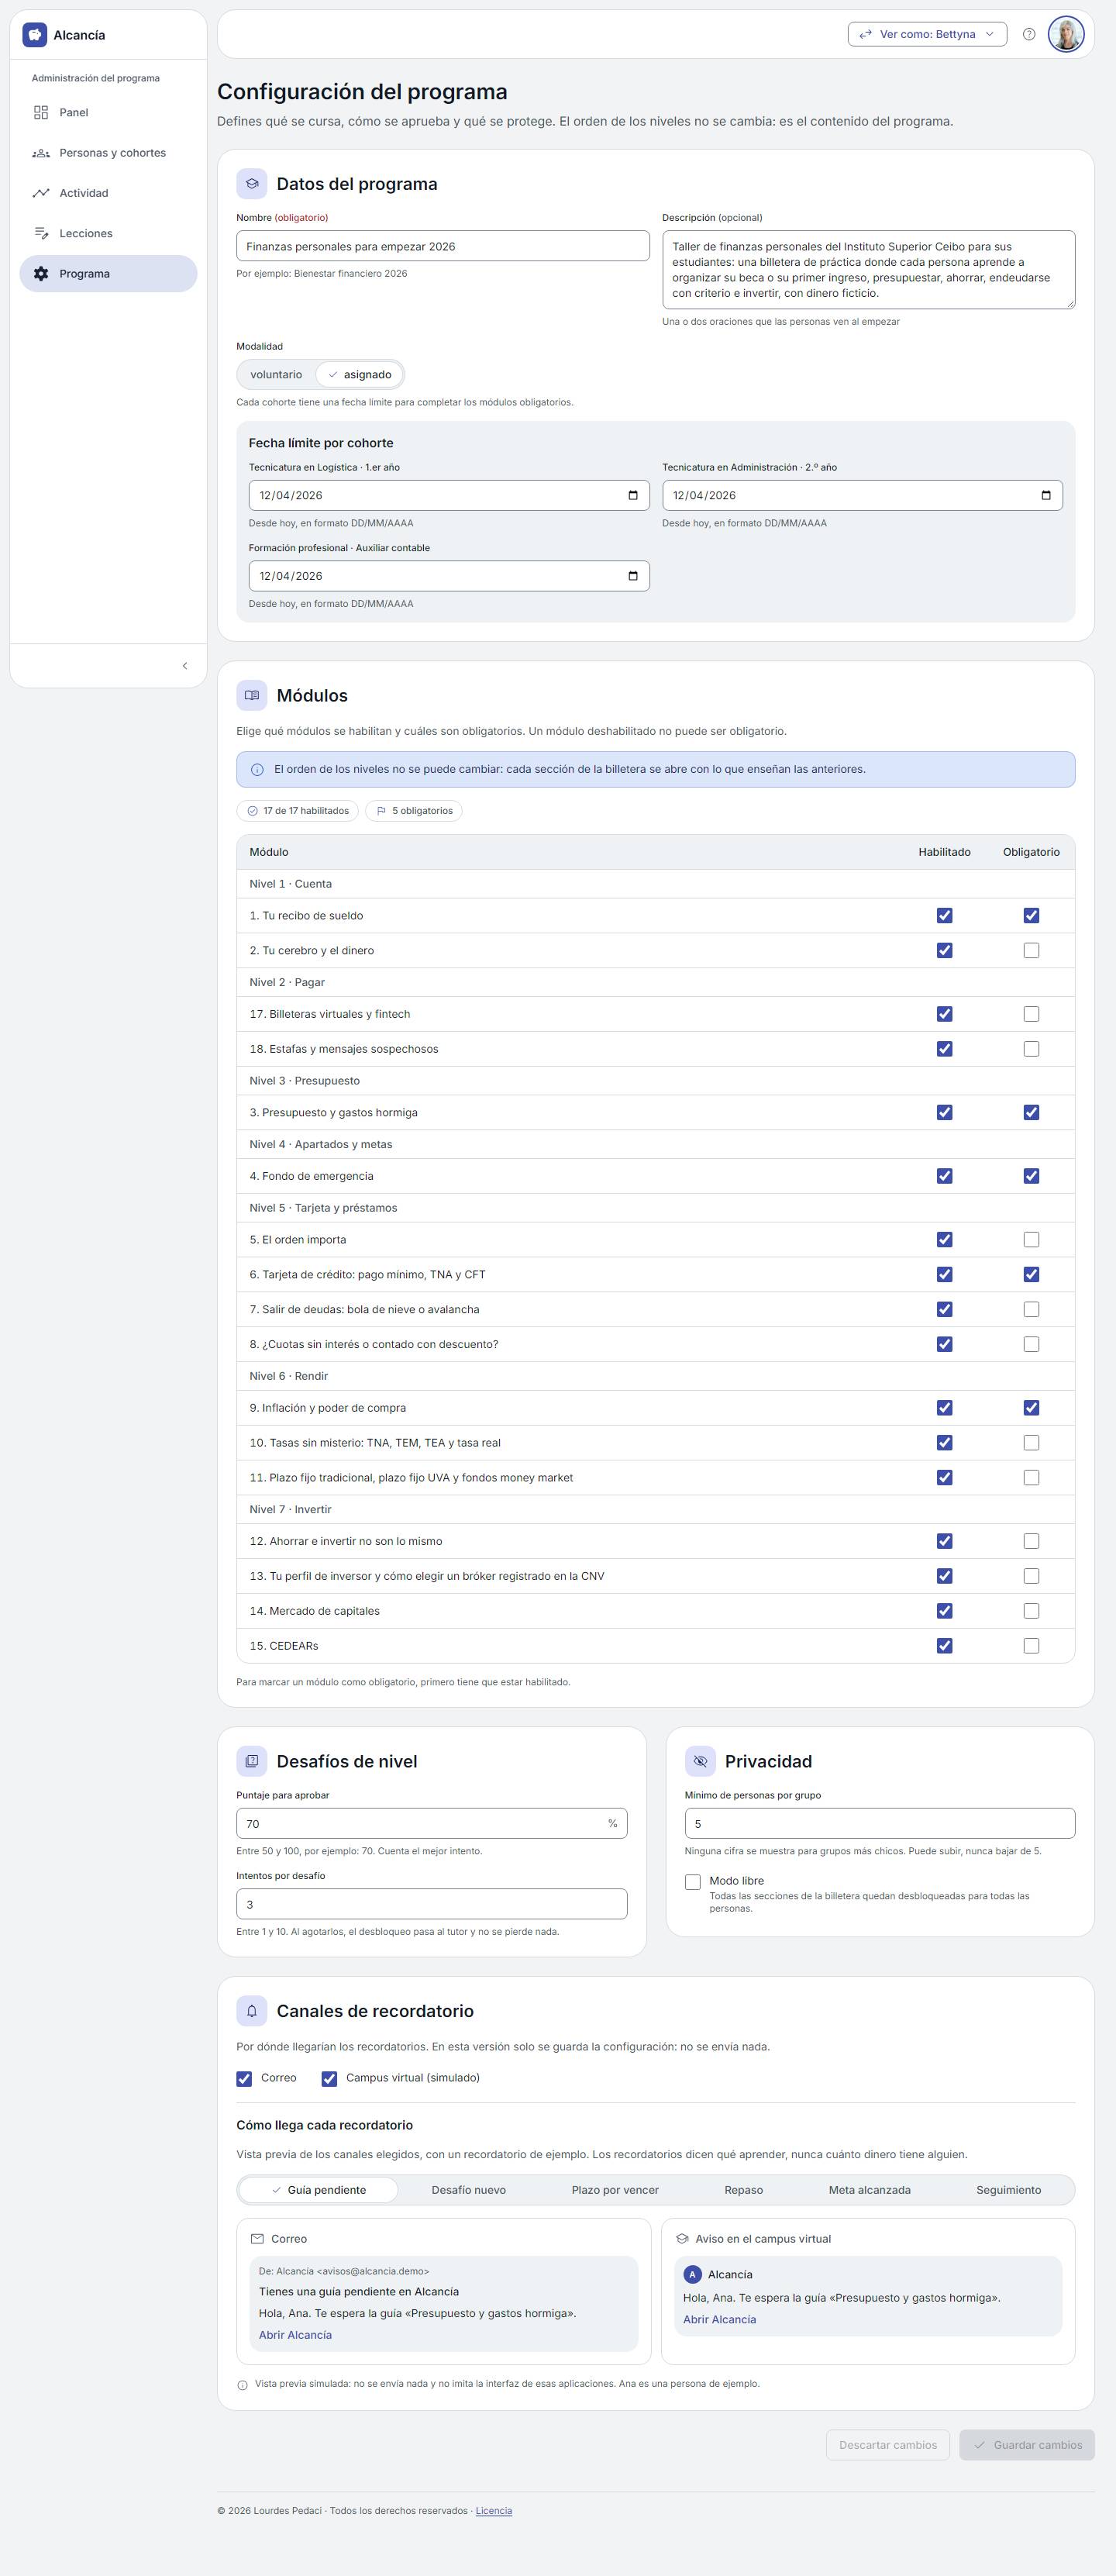 Alcancía
Ver como: Bettyna
Administración del programa
Panel
Personas y cohortes
Actividad
Lecciones
Programa
Configuración del programa
Defines qué se cursa, cómo se aprueba y qué se protege. El orden de los niveles no se cambia: es el contenido del programa.
Datos del programa
Nombre (obligatorio)
Finanzas personales para empezar 2026
Por ejemplo: Bienestar financiero 2026
Descripción (opcional)
Taller de finanzas personales del Instituto Superior Ceibo para sus
estudiantes: una billetera de práctica donde cada persona aprende a
organizar su beca o su primer ingreso, presupuestar, ahorrar, endeudarse
con criterio e invertir, con dinero ficticio.
Una o dos oraciones que las personas ven al empezar
Modalidad
voluntario
asignado
Cada cohorte tiene una fecha límite para completar los módulos obligatorios.
Fecha límite por cohorte
Tecnicatura en Logística · 1.er año
12/04/2026
Desde hoy, en formato DD/MM/AAAA
Tecnicatura en Administración · 2.º año
12/04/2026
Desde hoy, en formato DD/MM/AAAA
Formación profesional · Auxiliar contable
12/04/2026
Desde hoy, en formato DD/MM/AAAA
Módulos
Elige qué módulos se habilitan y cuáles son obligatorios. Un módulo deshabilitado no puede ser obligatorio.
El orden de los niveles no se puede cambiar: cada sección de la billetera se abre con lo que enseñan las anteriores.
17 de 17 habilitados
5 obligatorios
Módulo Habilitado Obligatorio
Nivel 1 · Cuenta
1. Tu recibo de sueldo
2. Tu cerebro y el dinero
Nivel 2 · Pagar
17. Billeteras virtuales y fintech
18. Estafas y mensajes sospechosos
Nivel 3 · Presupuesto
3. Presupuesto y gastos hormiga
Nivel 4 · Apartados y metas
4. Fondo de emergencia
Nivel 5 · Tarjeta y préstamos
5. El orden importa
6. Tarjeta de crédito: pago mínimo, TNA y CFT
7. Salir de deudas: bola de nieve o avalancha
8. ¿Cuotas sin interés o contado con descuento?
Nivel 6 · Rendir
9. Inflación y poder de compra
10. Tasas sin misterio: TNA, TEM, TEA y tasa real
11. Plazo fijo tradicional, plazo fijo UVA y fondos money market
Nivel 7 · Invertir
12. Ahorrar e invertir no son lo mismo
13. Tu perfil de inversor y cómo elegir un bróker registrado en la CNV
14. Mercado de capitales
15. CEDEARs
Para marcar un módulo como obligatorio, primero tiene que estar habilitado.
Desafíos de nivel
Puntaje para aprobar
70 %
Entre 50 y 100, por ejemplo: 70. Cuenta el mejor intento.
Intentos por desafío
3
Entre 1 y 10. Al agotarlos, el desbloqueo pasa al tutor y no se pierde nada.
Privacidad
Mínimo de personas por grupo
5
Ninguna cifra se muestra para grupos más chicos. Puede subir, nunca bajar de 5.
Modo libre
Todas las secciones de la billetera quedan desbloqueadas para todas las
personas.
Canales de recordatorio
Por dónde llegarían los recordatorios. En esta versión solo se guarda la configuración: no se envía nada.
Correo
Campus virtual (simulado)
Cómo llega cada recordatorio
Vista previa de los canales elegidos, con un recordatorio de ejemplo. Los recordatorios dicen qué aprender, nunca cuánto dinero tiene alguien.
Guía pendiente
Desafío nuevo
Plazo por vencer
Repaso
Meta alcanzada
Seguimiento
Correo
De: Alcancía <avisos@alcancia.demo>
Tienes una guía pendiente en Alcancía
Hola, Ana. Te espera la guía «Presupuesto y gastos hormiga».
Abrir Alcancía
Aviso en el campus virtual
A Alcancía
Hola, Ana. Te espera la guía «Presupuesto y gastos hormiga».
Abrir Alcancía
Vista previa simulada: no se envía nada y no imita la interfaz de esas aplicaciones. Ana es una persona de ejemplo.
Descartar cambios
Guardar cambios
© 2026 Lourdes Pedaci · Todos los derechos reservados · Licencia